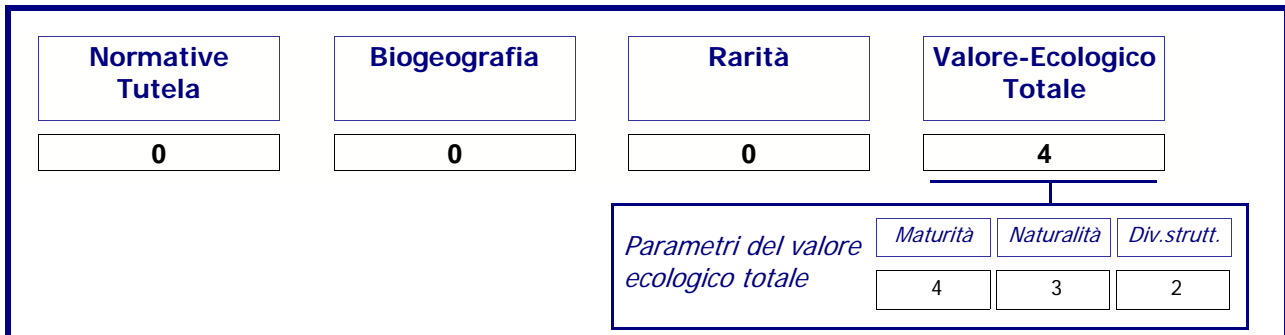 Normative
Tutela
Biogeografia
Rarità
Valore-Ecologico
Totale
0
0
0
4
Parametri del valore
ecologico totale
Maturità
Naturalità
Div.strutt.
4
3
2